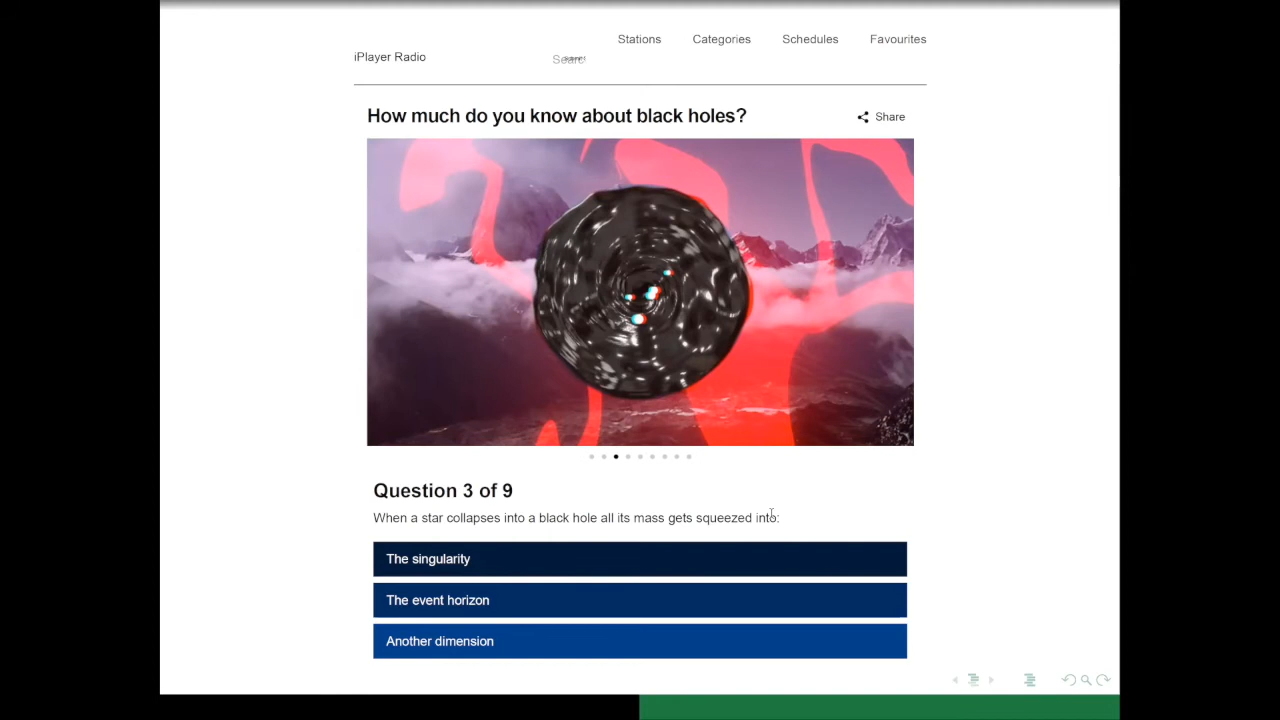 Stations Categories Schedules Favourites
iPlayer Radio
Searc
How much do you know about black holes?
Share
Question 3 of 9
When a star collapses into a black hole all its mass gets squeezed into:
The singularity
The event horizon
Another dimension